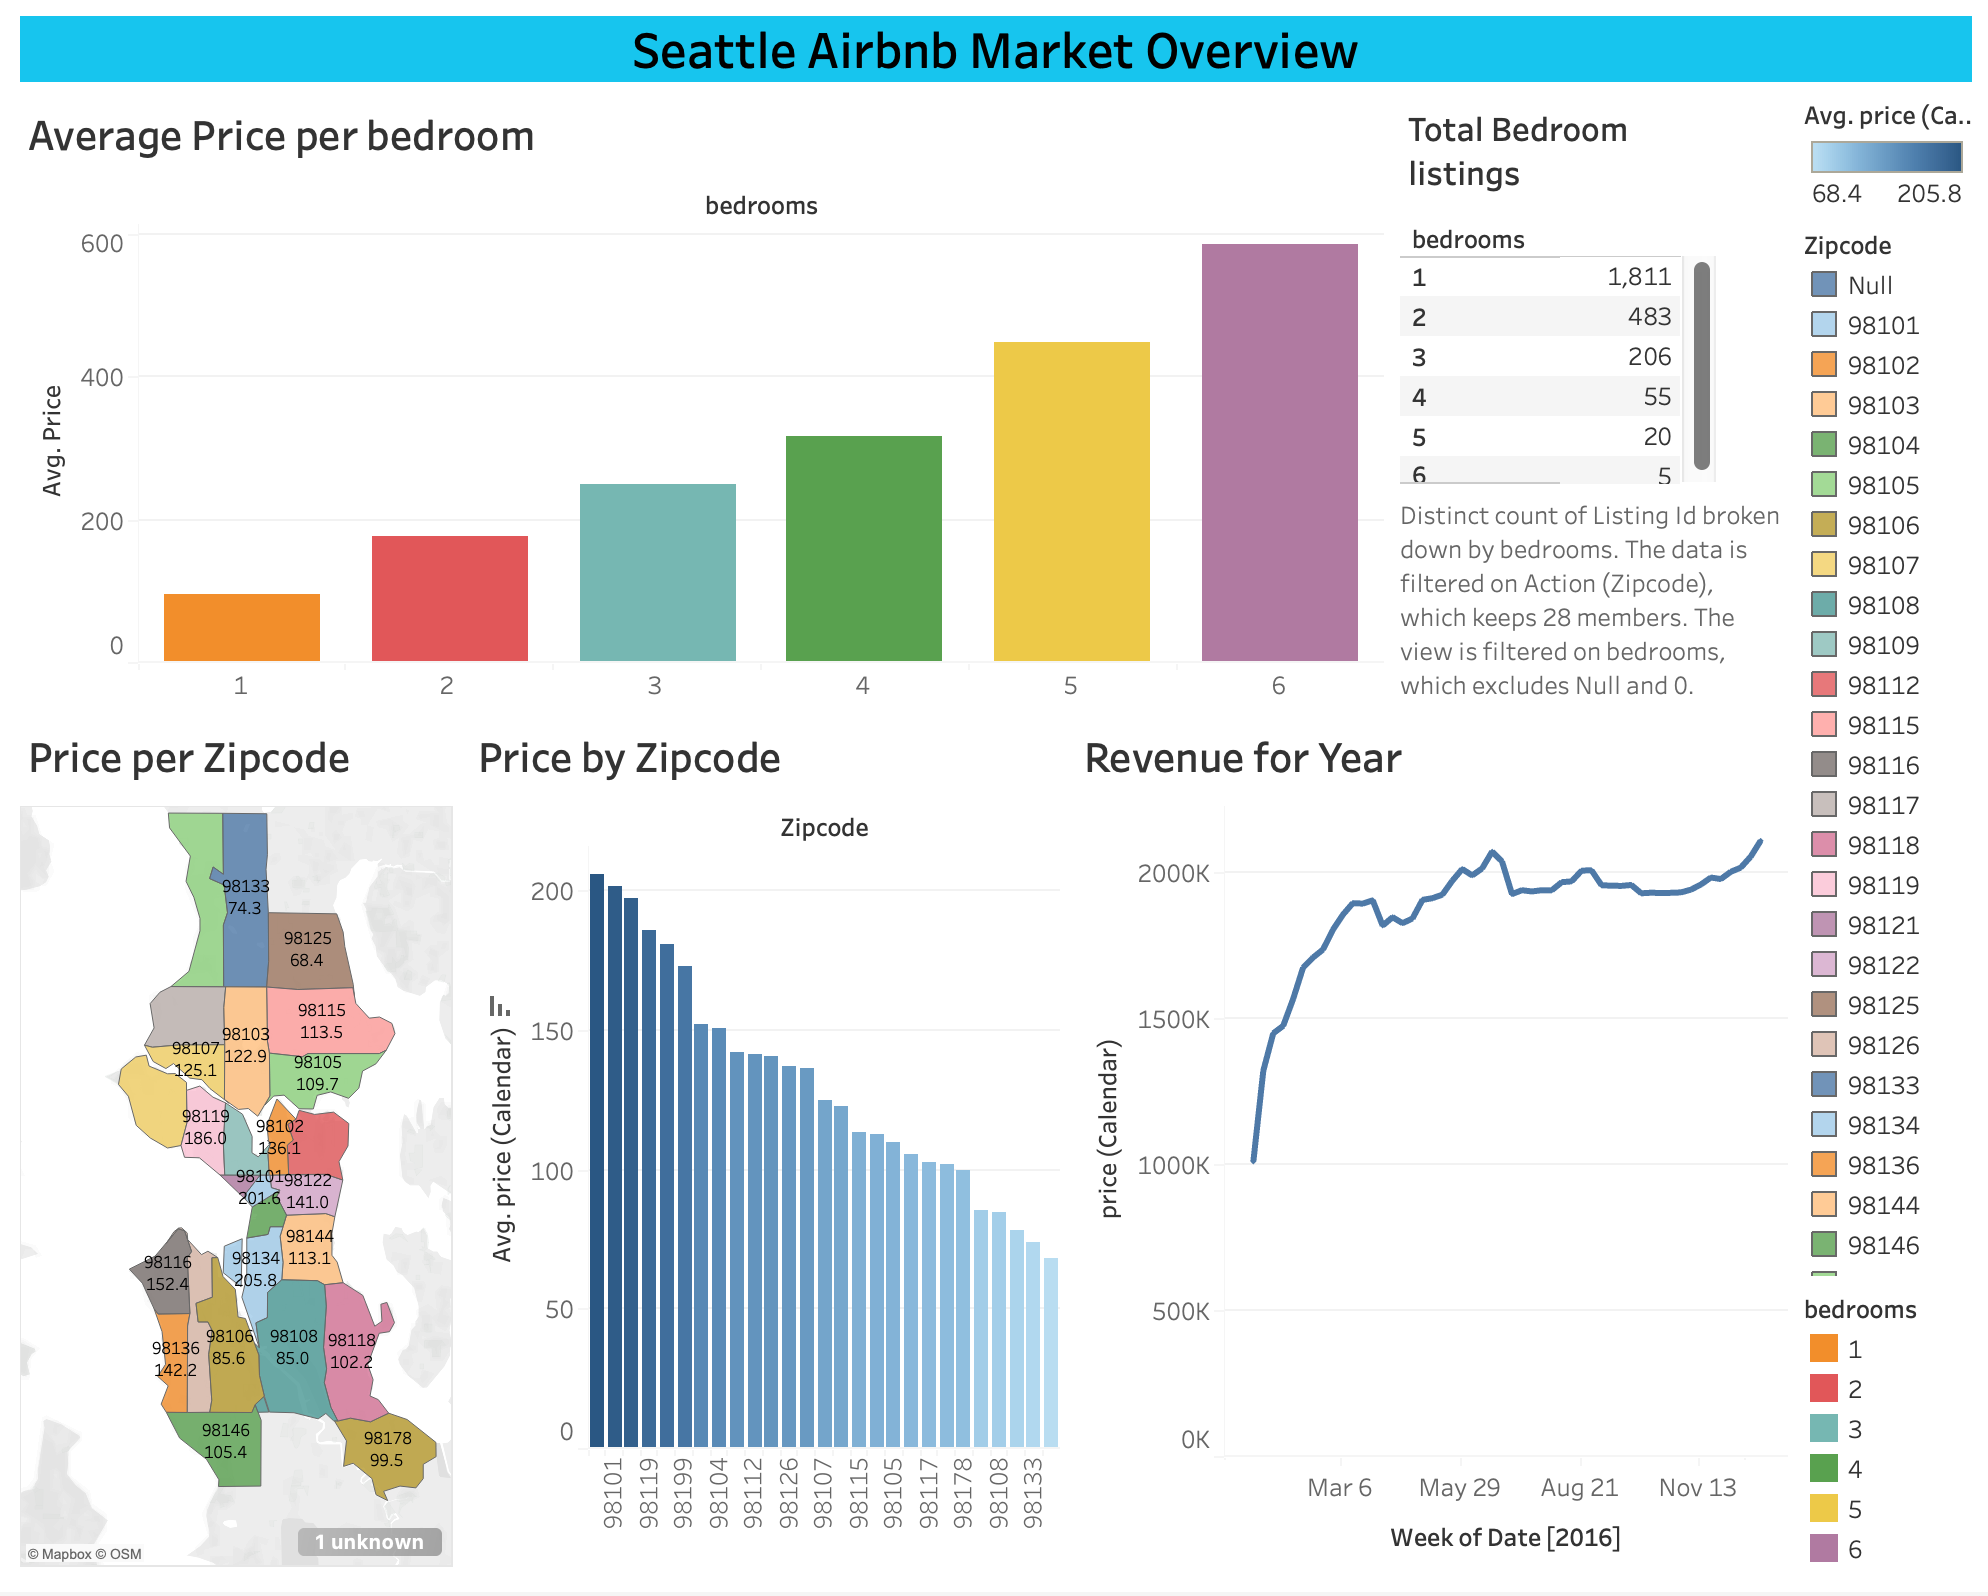 Seattle Airbnb Market Overview
Average Price per bedroom
bedrooms
600
400
200
0
Avg. Price
1
2
3
4
5
6
Total Bedroom
listings
bedrooms
1 1,811
2 483
3 206
4 55
5 20
6 5
Distinct count of Listing Id broken
down by bedrooms. The data is
filtered on Action (Zipcode),
which keeps 28 members. The
view is filtered on bedrooms,
which excludes Null and 0.
Avg. price (Ca..
68.4 205.8
Zipcode
Null
98101
98102
98103
98104
98105
98106
98107
98108
98109
98112
98115
98116
98117
98118
98119
98121
98122
98125
98126
98133
98134
98136
98144
98146
bedrooms
1
2
3
4
5
6
Price per Zipcode
98133
74.3
98125
68.4
98115
113.5
98103
122.9
98107
125.1
98105
109.7
98119
186.0
98102
136.1
98101
201.6
98122
141.0
98144
113.1
98116
152.4
98134
205.8
98136
142.2
98106
85.6
98108
85.0
98118
102.2
98146
105.4
98178
99.5
1 unknown
© Mapbox © OSM
Price by Zipcode
Zipcode
200
150
100
50
0
Avg. price (Calendar)
98101
98119
98199
98104
98112
98126
98107
98115
98105
98117
98178
98108
98133
Revenue for Year
2000K
1500K
1000K
500K
0K
price (Calendar)
Mar 6
May 29
Aug 21
Nov 13
Week of Date [2016]